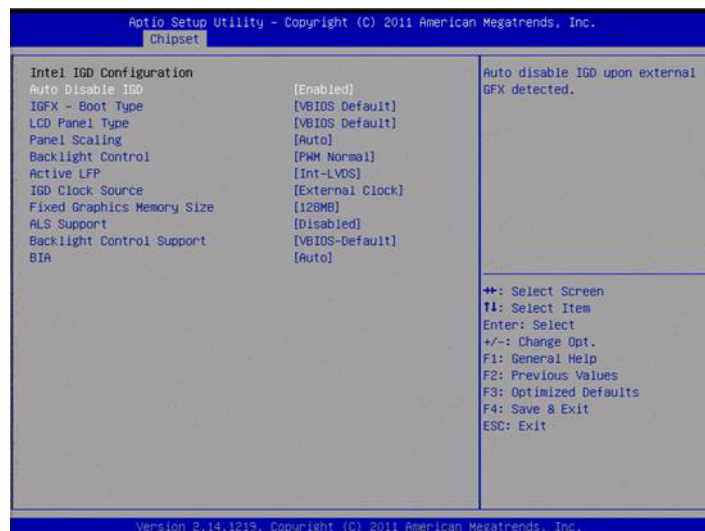 Aptio Setup Utility – Copyright (C) 2011 American Megatrends, Inc.
Chipset
Intel IGD Configuration
Auto Disable IGD [Enabled]
IGFX – Boot Type [VBIOS Default]
LCD Panel Type [VBIOS Default]
Panel Scaling [Auto]
Backlight Control [PWM Normal]
Active LFP [Int-LVDS]
IGD Clock Source [External Clock]
Fixed Graphics Memory Size [128MB]
ALS Support [Disabled]
Backlight Control Support [VBIOS-Default]
BIA [Auto]
Auto disable IGD upon external
GFX detected.
→←: Select Screen
↑↓: Select Item
Enter: Select
+/-: Change Opt.
F1: General Help
F2: Previous Values
F3: Optimized Defaults
F4: Save & Exit
ESC: Exit
Version 2.14.1219. Copyright (C) 2011 American Megatrends, Inc.